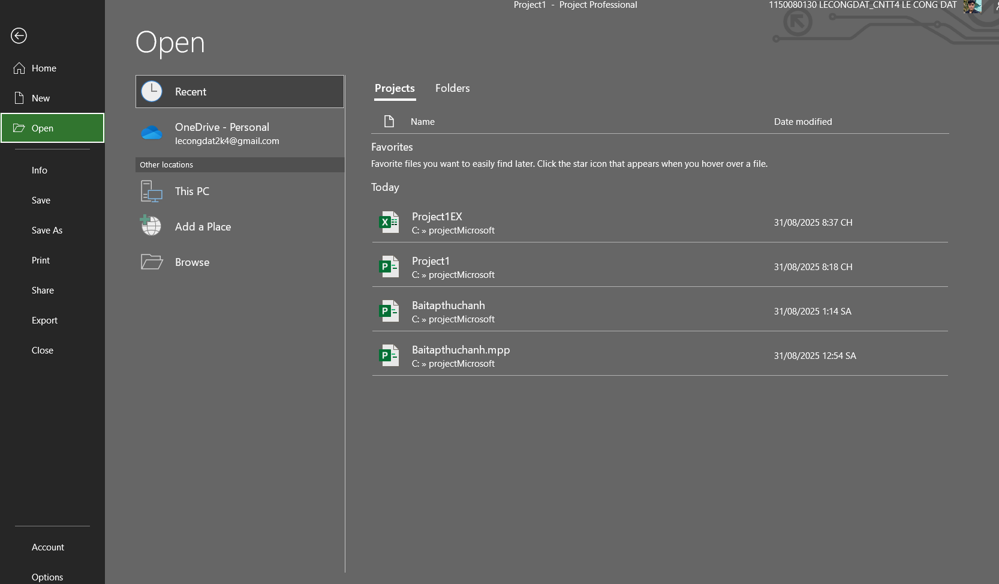 Project1 - Project Professional
1150080130 LECONGDAT_CNTT4 LE CONG DAT
Home
New
Open
Info
Save
Save As
Print
Share
Export
Close
Account
Options
Open
Recent
OneDrive - Personal
lecongdat2k4@gmail.com
Other locations
This PC
Add a Place
Browse
Projects Folders
Name Date modified
Favorites
Favorite files you want to easily find later. Click the star icon that appears when you hover over a file.
Today
Project1EX
C: » projectMicrosoft
31/08/2025 8:37 CH
Project1
C: » projectMicrosoft
31/08/2025 8:18 CH
Baitapthuchanh
C: » projectMicrosoft
31/08/2025 1:14 SA
Baitapthuchanh.mpp
C: » projectMicrosoft
31/08/2025 12:54 SA